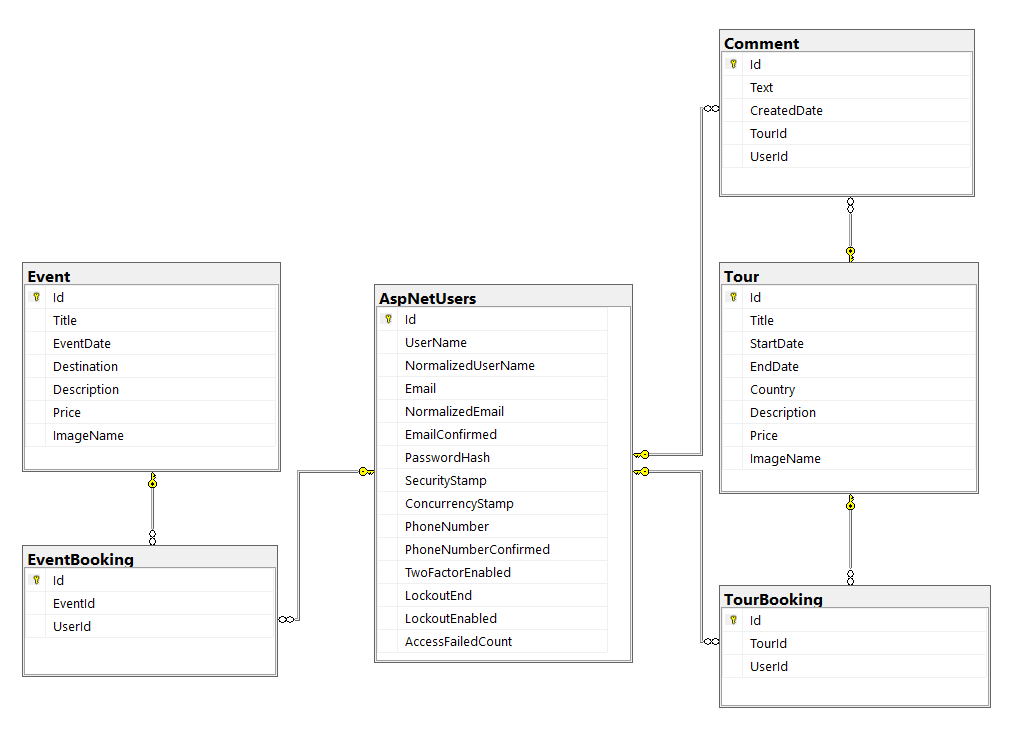 Comment
Id
Text
CreatedDate
TourId
UserId
Event
Id
Title
EventDate
Destination
Description
Price
ImageName
AspNetUsers
Id
UserName
NormalizedUserName
Email
NormalizedEmail
EmailConfirmed
PasswordHash
SecurityStamp
ConcurrencyStamp
PhoneNumber
PhoneNumberConfirmed
TwoFactorEnabled
LockoutEnd
LockoutEnabled
AccessFailedCount
Tour
Id
Title
StartDate
EndDate
Country
Description
Price
ImageName
EventBooking
Id
EventId
UserId
TourBooking
Id
TourId
UserId